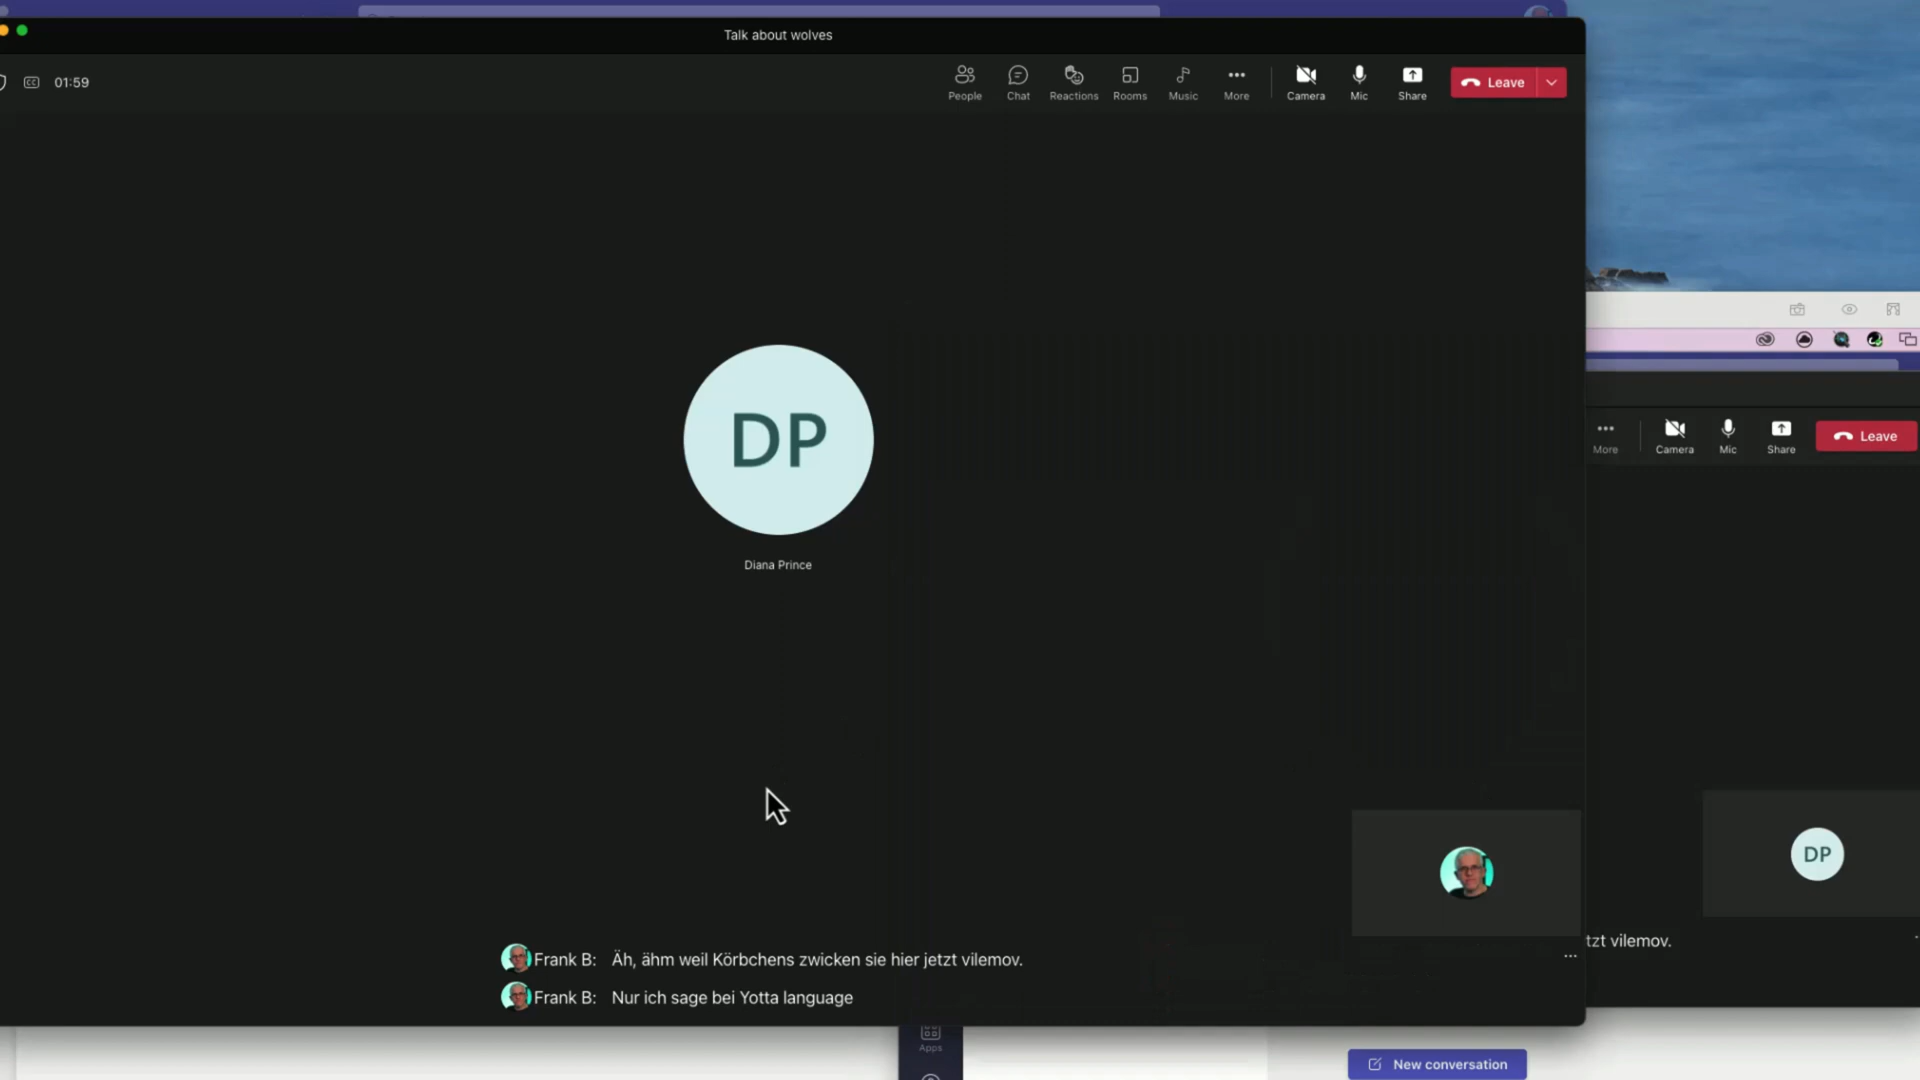 Talk about wolves
CC 01:59
People Chat Reactions Rooms Music More Camera Mic Share Leave
More Camera Mic Share Leave
DP
Diana Prince
DP
tzt vilemov.
Frank B: Äh, ähm weil Körbchens zwicken sie hier jetzt vilemov.
Frank B: Nur ich sage bei Yotta language
Apps
New conversation